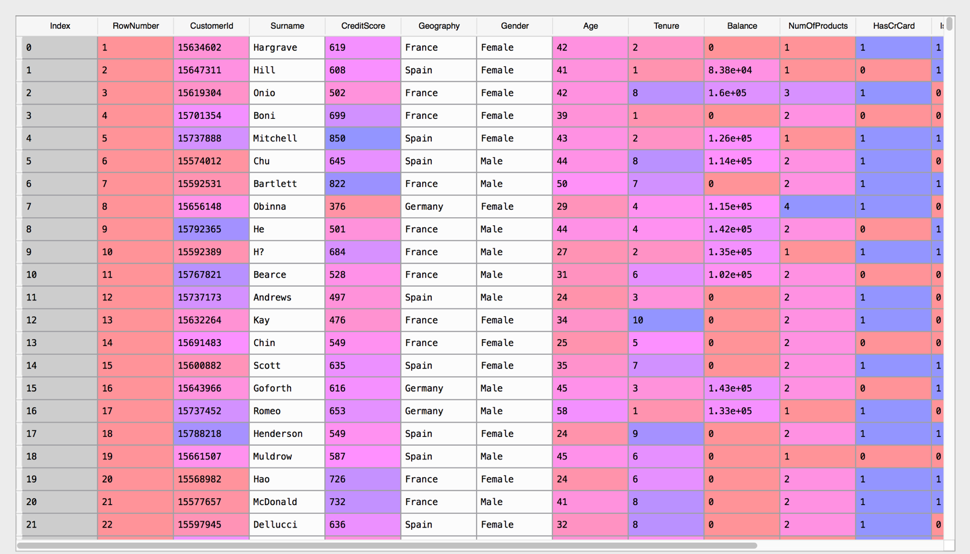 Index RowNumber CustomerId Surname CreditScore Geography Gender Age Tenure Balance NumOfProducts HasCrCard
0 1 15634602 Hargrave 619 France Female 42 2 0 1 1 1
1 2 15647311 Hill 608 Spain Female 41 1 8.38e+04 1 0 1
2 3 15619304 Onio 502 France Female 42 8 1.6e+05 3 1 0
3 4 15701354 Boni 699 France Female 39 1 0 2 0 0
4 5 15737888 Mitchell 850 Spain Female 43 2 1.26e+05 1 1 1
5 6 15574012 Chu 645 Spain Male 44 8 1.14e+05 2 1 0
6 7 15592531 Bartlett 822 France Male 50 7 0 2 1 1
7 8 15656148 Obinna 376 Germany Female 29 4 1.15e+05 4 1 0
8 9 15792365 He 501 France Male 44 4 1.42e+05 2 0 1
9 10 15592389 H? 684 France Male 27 2 1.35e+05 1 1 1
10 11 15767821 Bearce 528 France Male 31 6 1.02e+05 2 0 0
11 12 15737173 Andrews 497 Spain Male 24 3 0 2 1 0
12 13 15632264 Kay 476 France Female 34 10 0 2 1 0
13 14 15691483 Chin 549 France Female 25 5 0 2 0 0
14 15 15600882 Scott 635 Spain Female 35 7 0 2 1 1
15 16 15643966 Goforth 616 Germany Male 45 3 1.43e+05 2 0 1
16 17 15737452 Romeo 653 Germany Male 58 1 1.33e+05 1 1 0
17 18 15788218 Henderson 549 Spain Female 24 9 0 2 1 1
18 19 15661507 Muldrow 587 Spain Male 45 6 0 1 0 0
19 20 15568982 Hao 726 France Female 24 6 0 2 1 1
20 21 15577657 McDonald 732 France Male 41 8 0 2 1 1
21 22 15597945 Dellucci 636 Spain Female 32 8 0 2 1 0